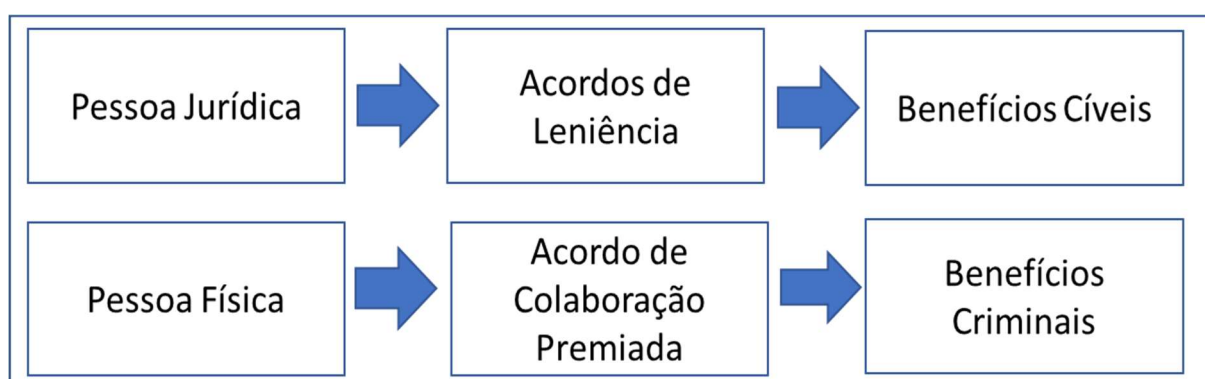 Pessoa Jurídica
Acordos de
Leniência
Benefícios Cíveis
Pessoa Física
Acordo de
Colaboração
Premiada
Benefícios
Criminais